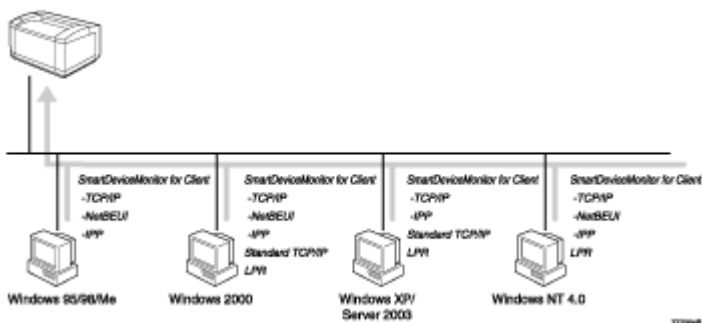 SmartDeviceMonitor for Client
-TCP/IP
-NetBEUI
-IPP
Windows 95/98/Me
SmartDeviceMonitor for Client
-TCP/IP
-NetBEUI
-IPP
Standard TCP/IP
LPR
Windows 2000
SmartDeviceMonitor for Client
-TCP/IP
-IPP
Standard TCP/IP
LPR
Windows XP/
Server 2003
SmartDeviceMonitor for Client
-TCP/IP
-NetBEUI
-IPP
LPR
Windows NT 4.0